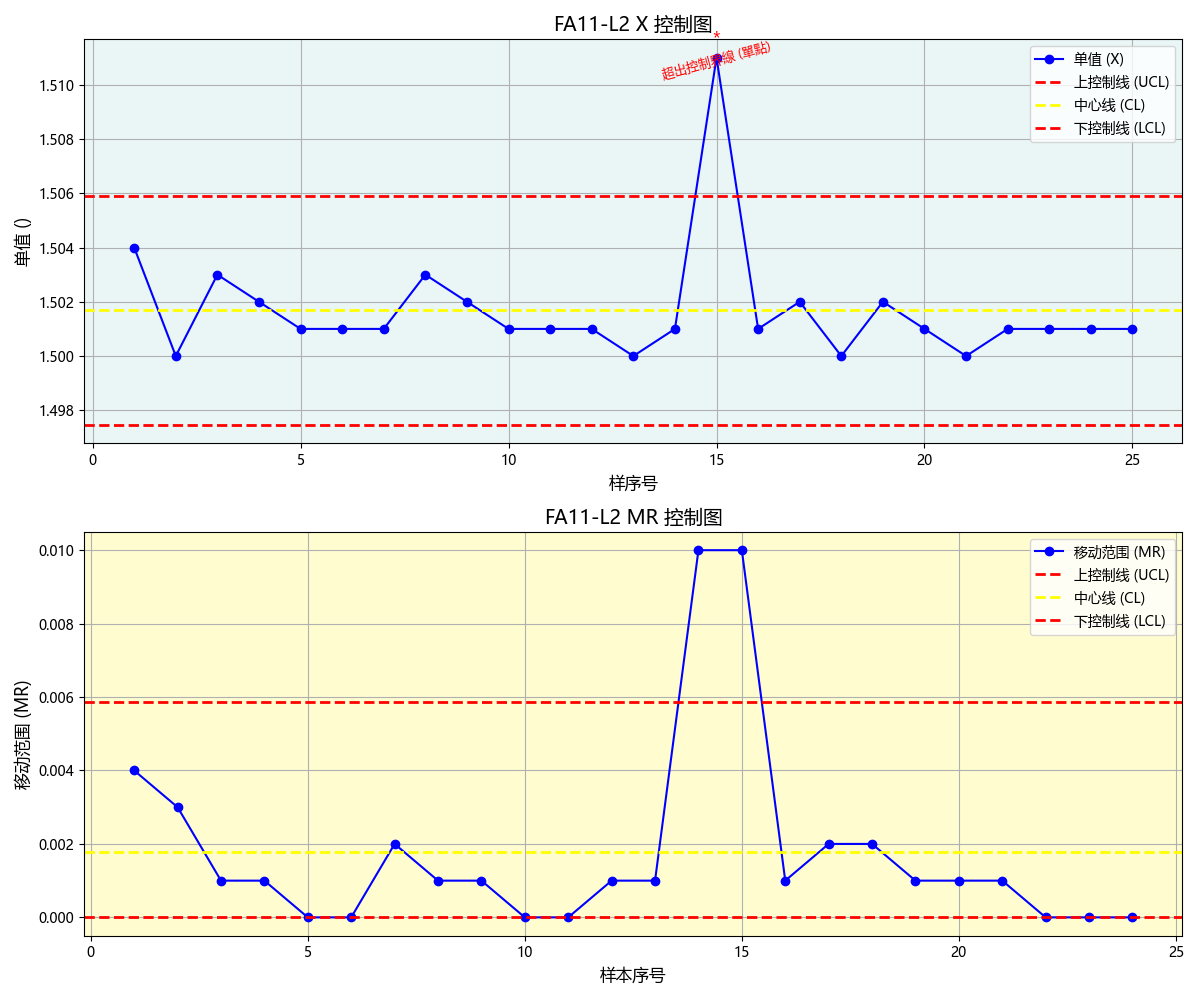 FA11-L2 X 控制图
*
超出控制界線 (單點)
单值 (X)
上控制线 (UCL)
中心线 (CL)
下控制线 (LCL)
单值 ()
1.510
1.508
1.506
1.504
1.502
1.500
1.498
0 5 10 15 20 25
样序号
FA11-L2 MR 控制图
移动范围 (MR)
上控制线 (UCL)
中心线 (CL)
下控制线 (LCL)
移动范围 (MR)
0.010
0.008
0.006
0.004
0.002
0.000
0 5 10 15 20 25
样本序号